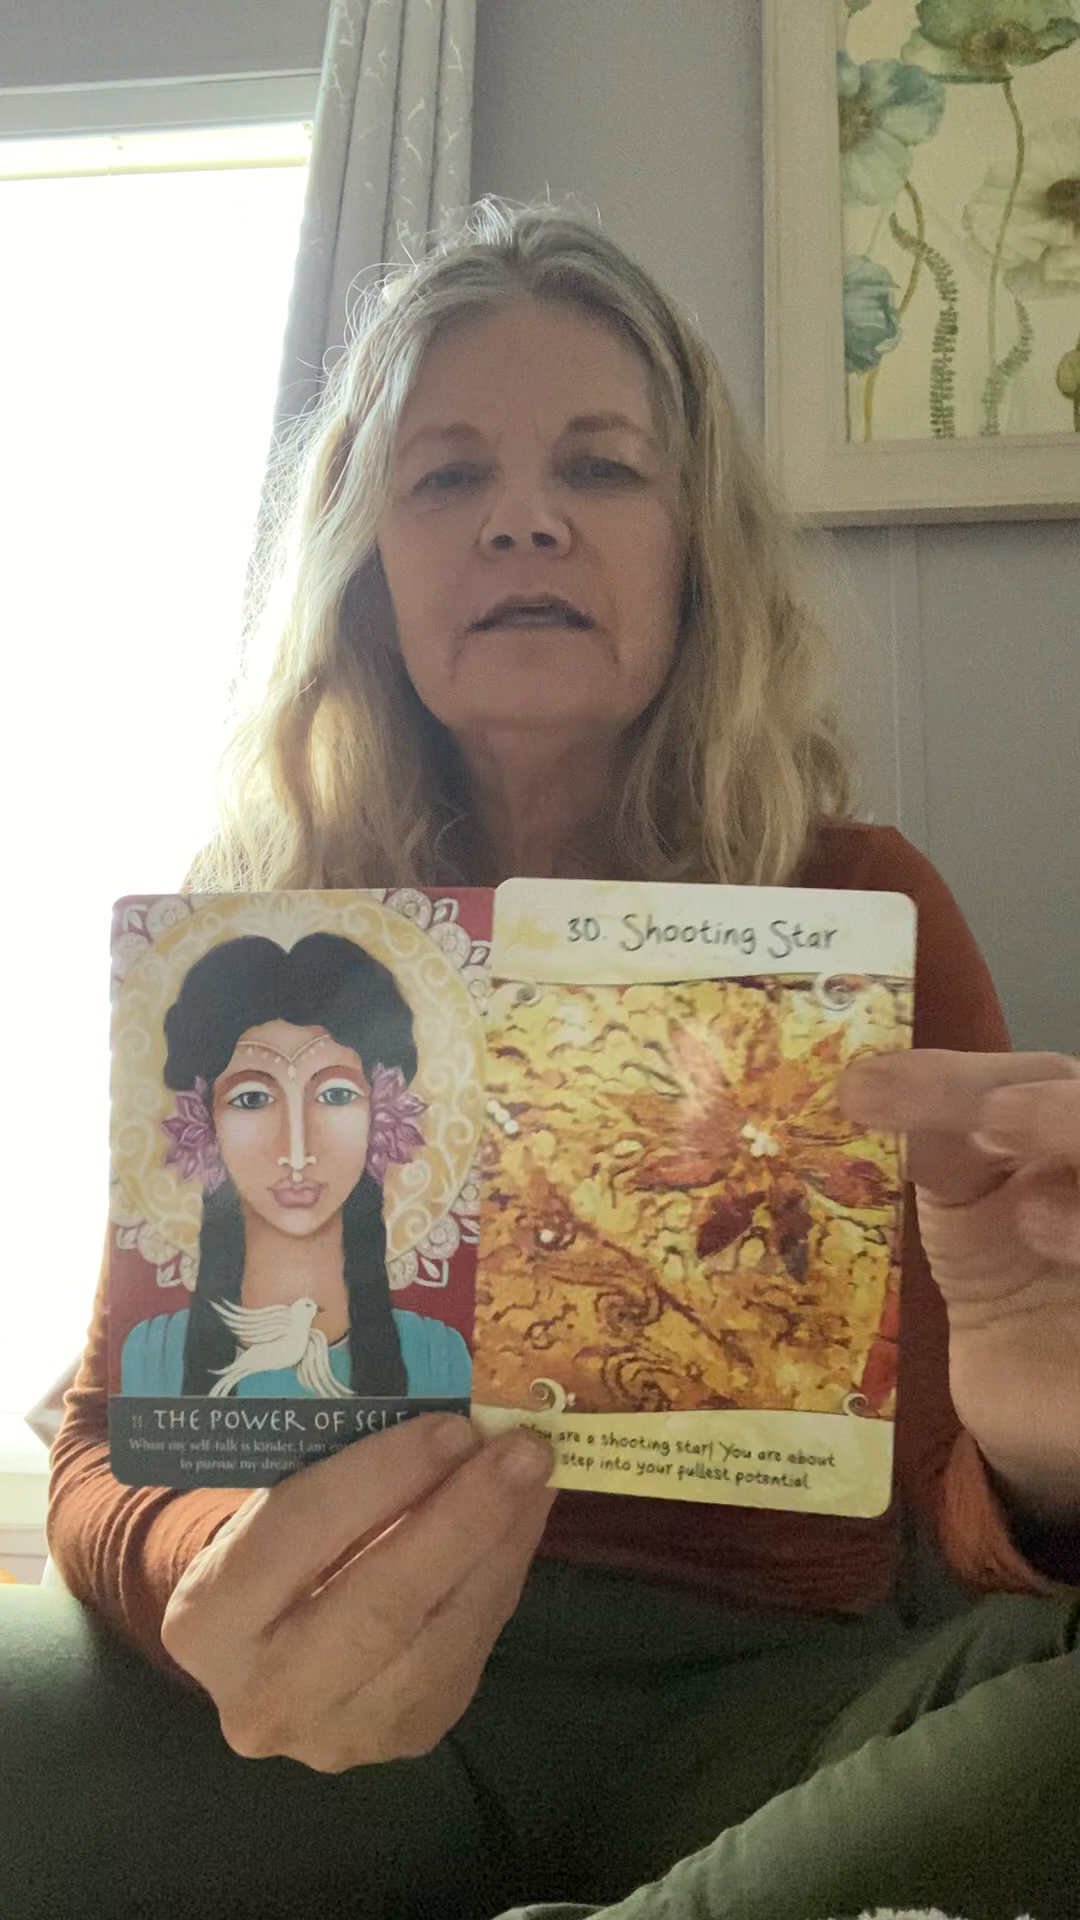 30. Shooting Star
You are a shooting star! You are about
step into your fullest potential
11 THE POWER OF SELF
When my self-talk is kinder, I am
to pursue my dream